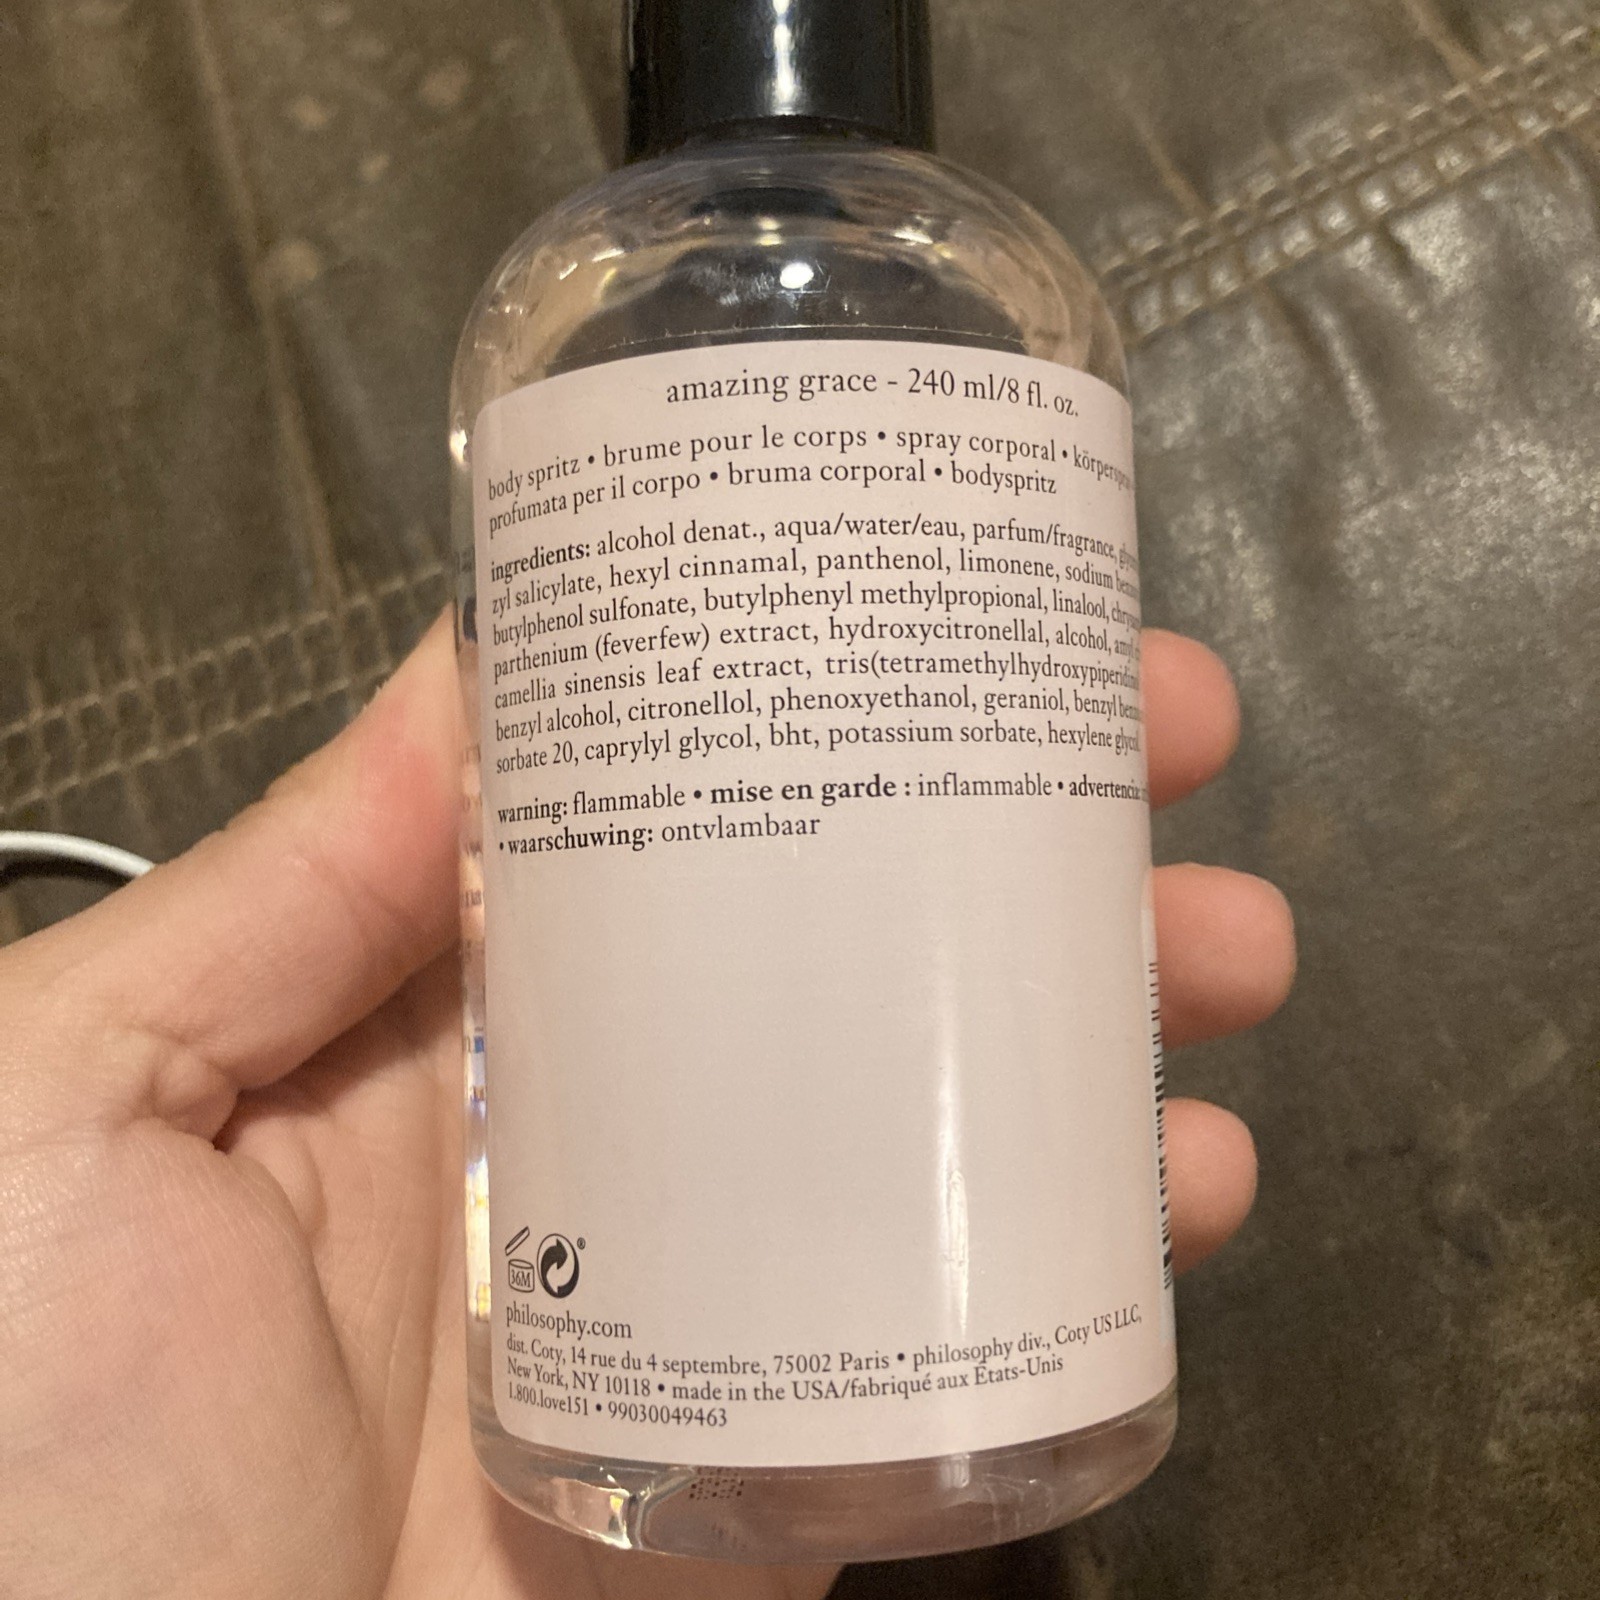 amazing grace - 240 ml/8 fl. oz.
body spritz • brume pour le corps • spray corporal •
profumata per il corpo • bruma corporal • bodyspritz
ingredients: alcohol denat., aqua/water/eau, parfum/fragrance,
zyl salicylate, hexyl cinnamal, panthenol, limonene, sodium
butylphenol sulfonate, butylphenyl methylpropional, linalool,
parthenium (feverfew) extract, hydroxycitronellal, alcohol,
camellia sinensis leaf extract, tris(tetramethylhydroxypiperidinol
benzyl alcohol, citronellol, phenoxyethanol, geraniol, benzyl
sorbate 20, caprylyl glycol, bht, potassium sorbate, hexylene glycol
warning: flammable • mise en garde : inflammable • advertencia:
• waarschuwing: ontvlambaar
36M
®
philosophy.com
dist. Coty, 14 rue du 4 septembre, 75002 Paris • philosophy div., Coty US LLC,
New York, NY 10118 • made in the USA/fabriqué aux États-Unis
1.800.love151 • 99030049463